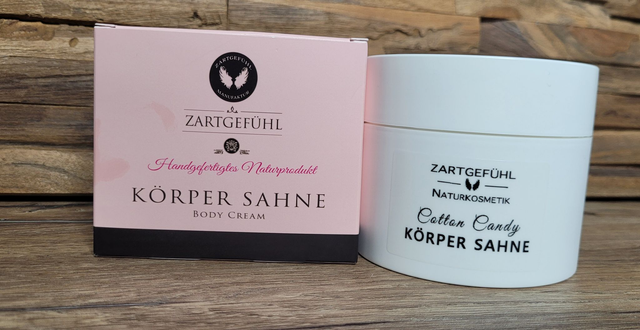 ZARTGEFÜHL
MANUFAKTUR
ZARTGEFÜHL
Handgefertigtes Naturprodukt
KÖRPER SAHNE
BODY CREAM
ZARTGEFÜHL
NATURKOSMETIK
Cotton Candy
KÖRPER SAHNE